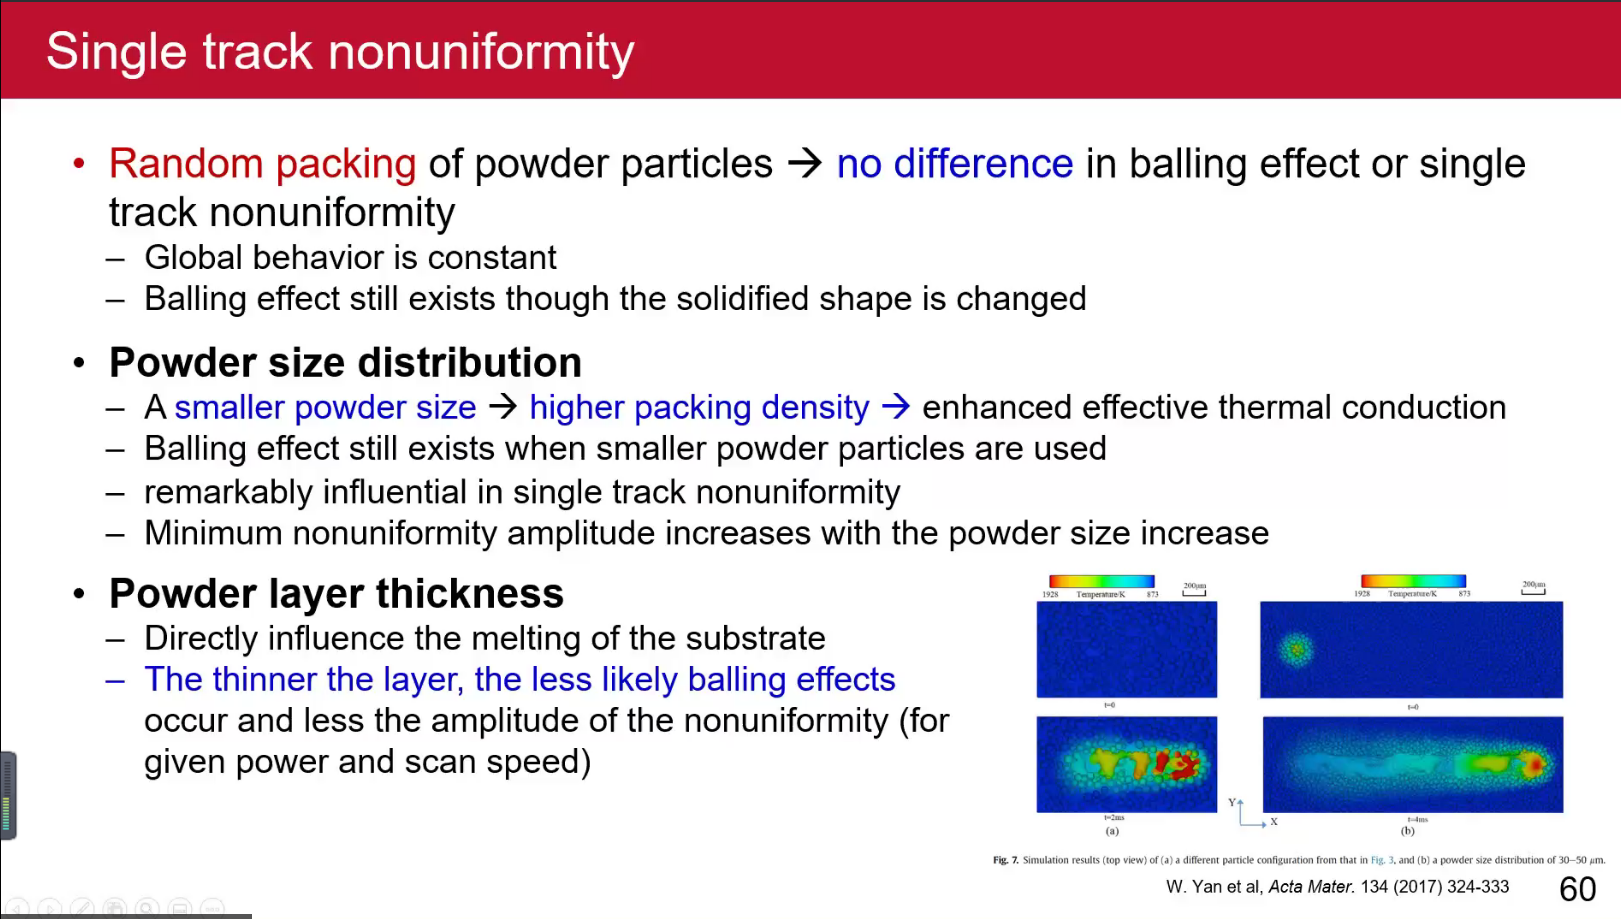 Single track nonuniformity
• Random packing of powder particles → no difference in balling effect or single
track nonuniformity
– Global behavior is constant
– Balling effect still exists though the solidified shape is changed
• Powder size distribution
– A smaller powder size → higher packing density → enhanced effective thermal conduction
– Balling effect still exists when smaller powder particles are used
– remarkably influential in single track nonuniformity
– Minimum nonuniformity amplitude increases with the powder size increase
• Powder layer thickness
– Directly influence the melting of the substrate
– The thinner the layer, the less likely balling effects
occur and less the amplitude of the nonuniformity (for
given power and scan speed)
1928 Temperature/K 873 200μm
t=0
t=2ms
(a)
1928 Temperature/K 873 200μm
t=0
Y
X
t=4ms
(b)
Fig. 7. Simulation results (top view) of (a) a different particle configuration from that in Fig. 3, and (b) a powder size distribution of 30–50 μm.
W. Yan et al, Acta Mater. 134 (2017) 324-333
60